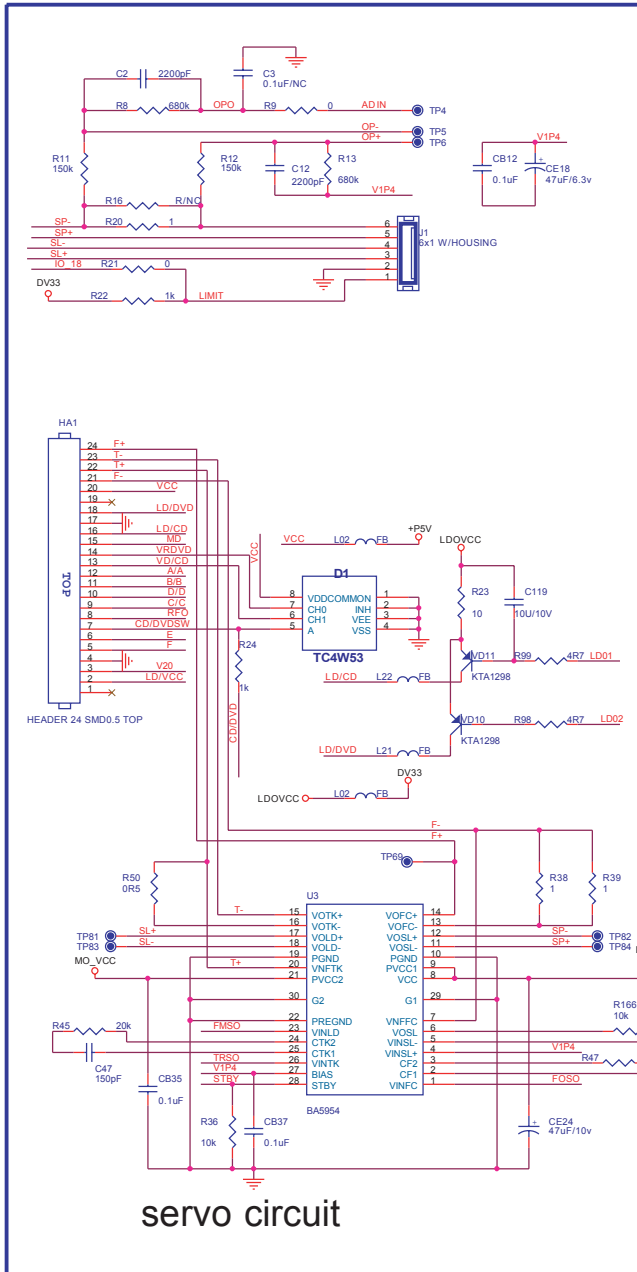 C2 2200pF
C3
0.1uF/NC
R8 680k OPO R9 0 ADIN TP4
OP- TP5
OP+ TP6
R11
150k
R12
150k
C12
2200pF
R13
680k
V1P4
CB12
0.1uF
V1P4
CE18
47uF/6.3v
R16 R/NC
SP- R20 1 6
SP+ 5
SL- 4
SL+ 3
IO_18 R21 0 2
1
J1
6x1 W/HOUSING
DV33
R22 1k LIMIT
HA1
24 F+
23 T-
22 T+
21 F-
20 VCC
19
18 LD/DVD
17
16 LD/CD
15 MD
14 VRDVD
13 VD/CD
12 A/A
11 B/B
10 D/D
9 C/C
8 RFO
7 CD/DVDSW
6 E
5 F
4
3 V20
2 LD/VCC
1
TOP
HEADER 24 SMD0.5 TOP
VCC
VCC L02 FB +P5V
D1
8 VDDCOMMON 1
7 CH0 INH 2
6 CH1 VEE 3
5 A VSS 4
TC4W53
R24
1k
CD/DVD
LDOVCC
R23
10
C119
10U/10V
VD11
KTA1298
R99 4R7 LD01
LD/CD L22 FB
VD10
KTA1298
R98 4R7 LD02
LD/DVD L21 FB
LDOVCC L02 FB DV33
F-
F+
TP69
R50
0R5
R38
1
R39
1
U3
T- 15 VOTK+ VOFC+ 14
16 VOTK- VOFC- 13
TP81 SL+ 17 VOLD+ VOSL+ 12 SP- TP82
TP83 SL- 18 VOLD- VOSL- 11 SP+ TP84
19 PGND PGND 10
MO_VCC T+ 20 VNFTK PVCC1 9
21 PVCC2 VCC 8
30 G2 G1 29
22 PREGND VNFFC 7
FMSO 23 VINLD VOSL 6
24 CTK2 VINSL- 5
25 CTK1 VINSL+ 4 V1P4
TRSO 26 VINTK CF2 3
V1P4 27 BIAS CF1 2
STBY 28 STBY VINFC 1 FOSO
BA5954
R45 20k
C47
150pF
CB35
0.1uF
R36
10k
CB37
0.1uF
R166
10k
R47
CE24
47uF/10v
servo circuit